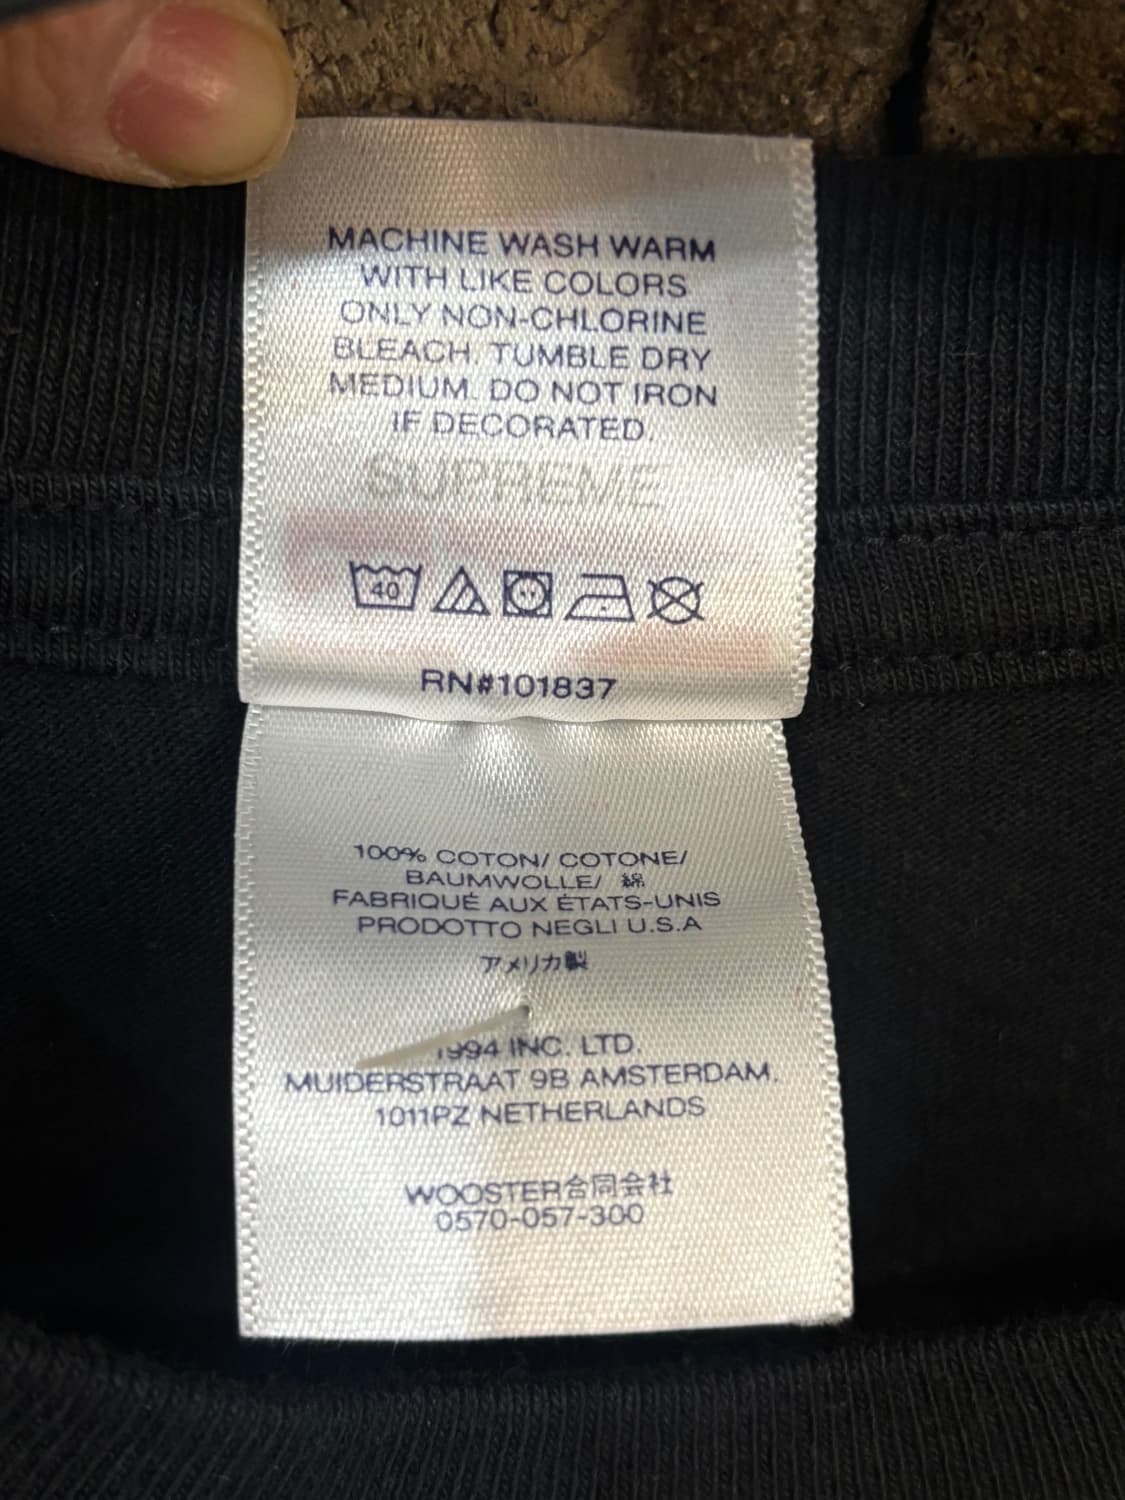 MACHINE WASH WARM
WITH LIKE COLORS
ONLY NON-CHLORINE
BLEACH. TUMBLE DRY
MEDIUM. DO NOT IRON
IF DECORATED.
SUPREME
40
RN#101837
100% COTON/ COTONE/
BAUMWOLLE/ 綿
FABRIQUÉ AUX ÉTATS-UNIS
PRODOTTO NEGLI U.S.A
アメリカ製
1994 INC. LTD.
MUIDERSTRAAT 9B AMSTERDAM.
1011PZ NETHERLANDS
WOOSTER合同会社
0570-057-300